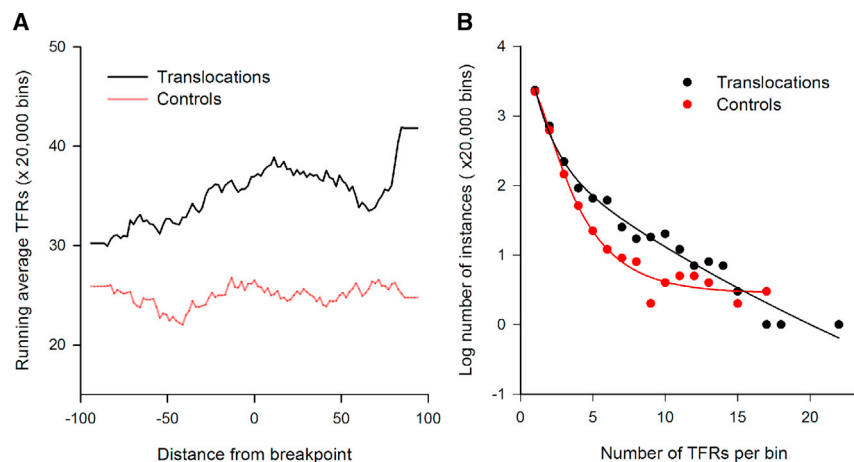 A
Running average TFRs (x 20,000 bins)
50
40
30
20
Translocations
Controls
-100
-50
0
50
100
Distance from breakpoint
B
Log number of instances ( x20,000 bins)
4
3
2
1
0
-1
Translocations
Controls
0
5
10
15
20
Number of TFRs per bin